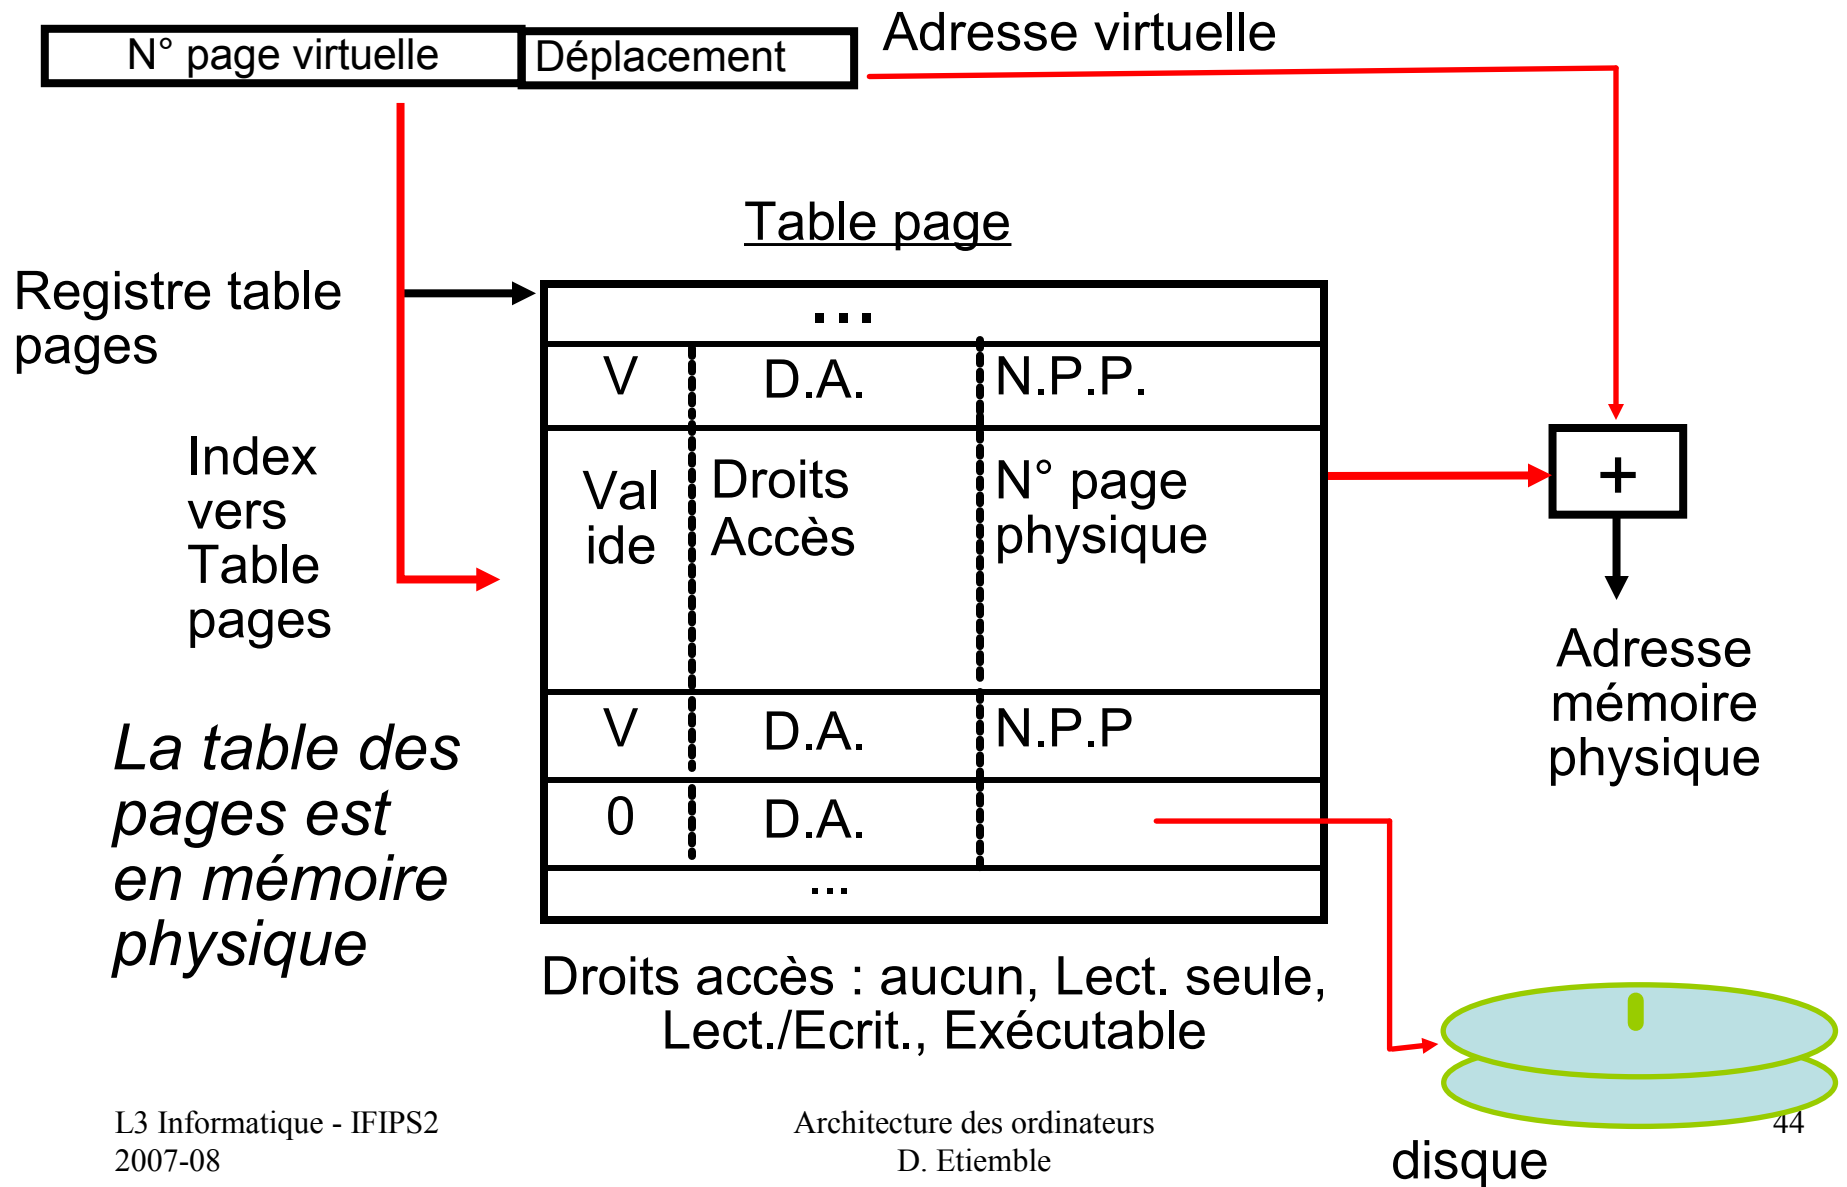 N° page virtuelle
Déplacement
Adresse virtuelle
Table page
Registre table
pages
...
V
D.A.
N.P.P.
Index
vers
Table
pages
Val
ide
Droits
Accès
N° page
physique
+
Adresse
mémoire
physique
V
D.A.
N.P.P
La table des
pages est
en mémoire
physique
0
D.A.
...
Droits accès : aucun, Lect. seule,
Lect./Ecrit., Exécutable
disque
L3 Informatique - IFIPS2
2007-08
Architecture des ordinateurs
D. Etiemble
44